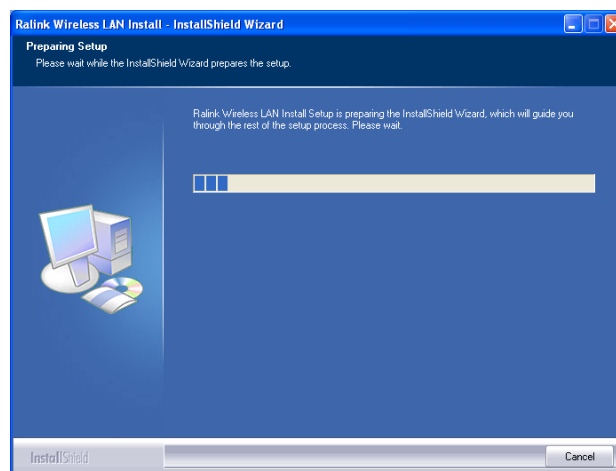 Ralink Wireless LAN Install - InstallShield Wizard
Preparing Setup
Please wait while the InstallShield Wizard prepares the setup.
Ralink Wireless LAN Install Setup is preparing the InstallShield Wizard, which will guide you
through the rest of the setup process. Please wait.
InstallShield
Cancel